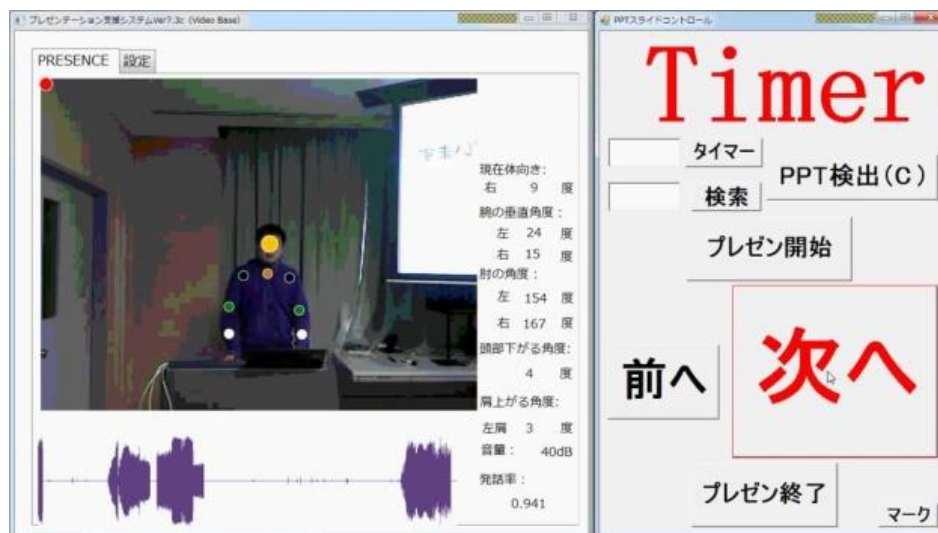 プレゼンテーション支援システムVer7.3c (Video Base)
PRESENCE 設定
現在体向き:
右 9 度
腕の垂直角度:
左 24 度
右 15 度
肘の角度:
左 154 度
右 167 度
頭部下がる角度:
4 度
肩上がる角度:
左肩 3 度
音量: 40dB
発話率:
0.941
PPTスライドコントロール
Timer
タイマー
PPT検出(C)
検索
プレゼン開始
前へ
次へ
プレゼン終了
マーク